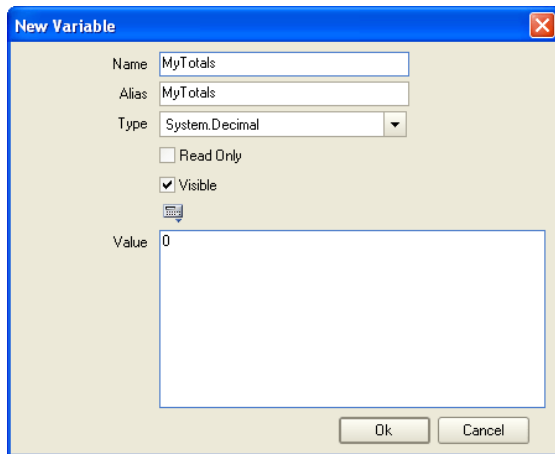 New Variable
Name MyTotals
Alias MyTotals
Type System.Decimal
Read Only
Visible
Value 0
Ok Cancel